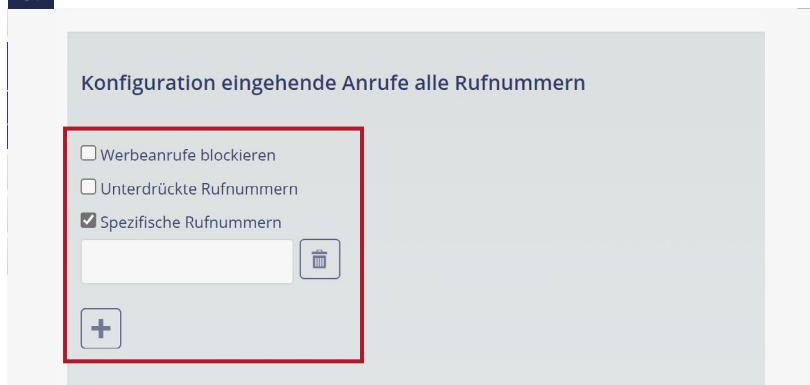 Konfiguration eingehende Anrufe alle Rufnummern
Werbeanrufe blockieren
Unterdrückte Rufnummern
Spezifische Rufnummern